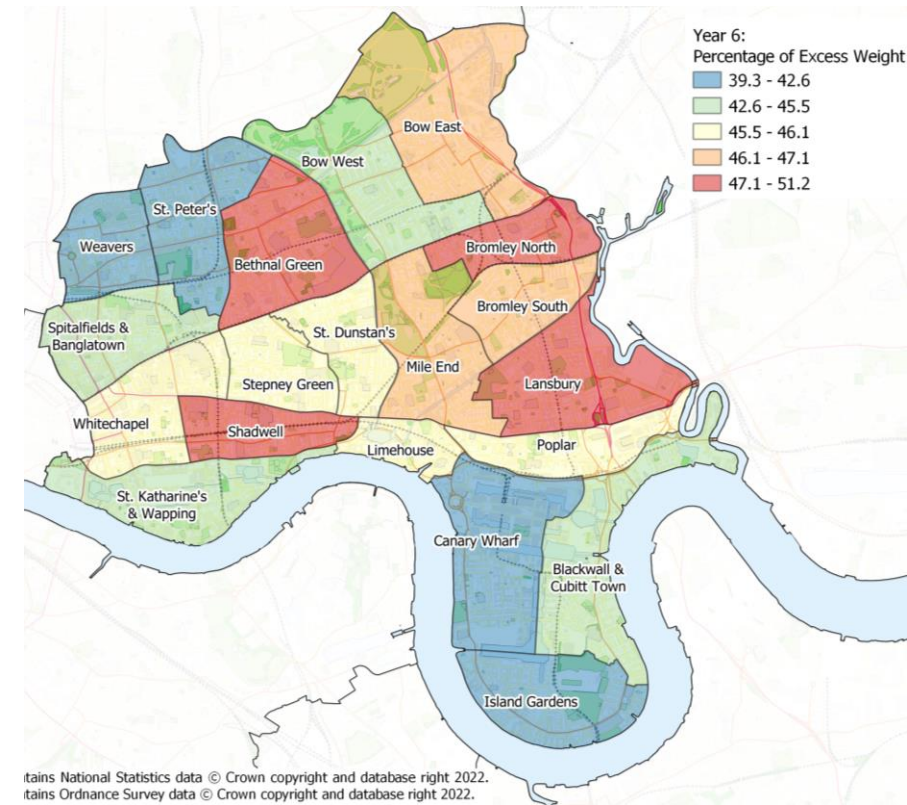 Year 6:
Percentage of Excess Weight
39.3 - 42.6
42.6 - 45.5
45.5 - 46.1
46.1 - 47.1
47.1 - 51.2
Bow East
Bow West
St. Peter's
Weavers
Bethnal Green
Bromley North
Bromley South
Spitalfields &
Banglatown
St. Dunstan's
Mile End
Stepney Green
Lansbury
Whitechapel
Shadwell
Limehouse
Poplar
St. Katharine's
& Wapping
Canary Wharf
Blackwall &
Cubitt Town
Island Gardens
tains National Statistics data © Crown copyright and database right 2022.
tains Ordnance Survey data © Crown copyright and database right 2022.